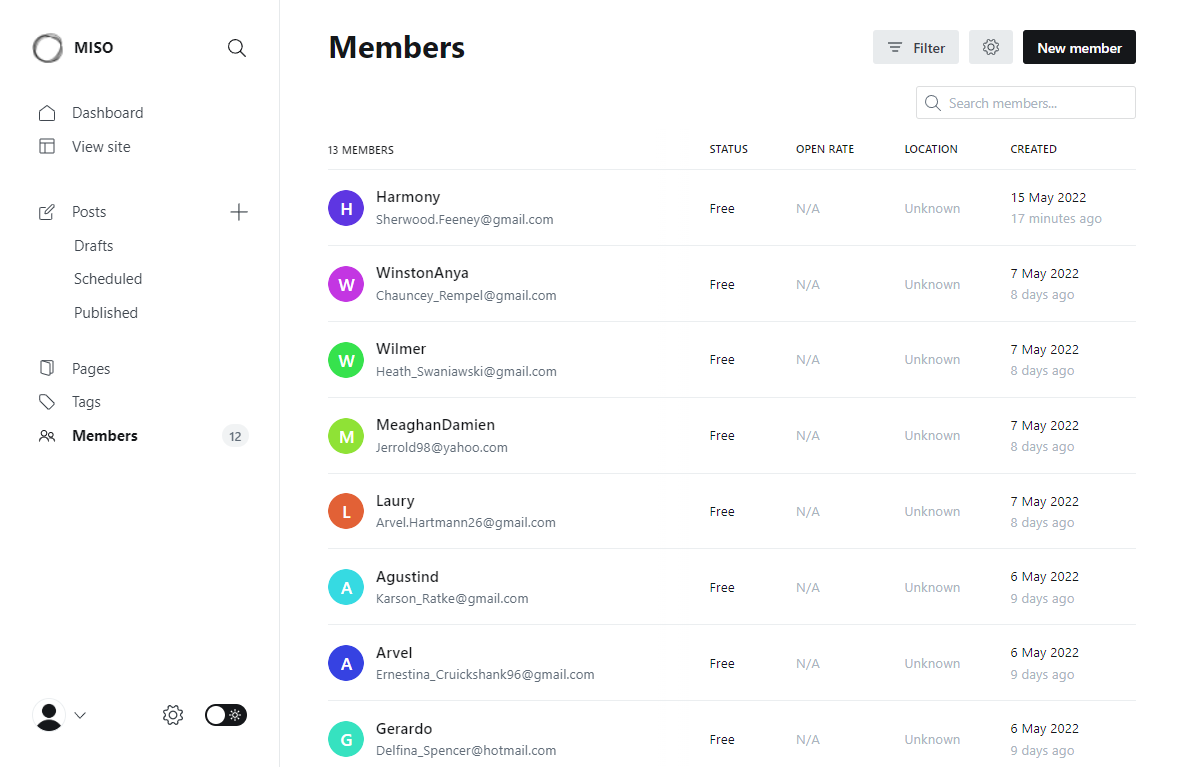 MISO
Dashboard
View site
Posts
Drafts
Scheduled
Published
Pages
Tags
Members 12
Members
Filter
New member
Search members...
13 MEMBERS STATUS OPEN RATE LOCATION CREATED
H Harmony
Sherwood.Feeney@gmail.com
Free N/A Unknown
15 May 2022
17 minutes ago
W WinstonAnya
Chauncey_Rempel@gmail.com
Free N/A Unknown
7 May 2022
8 days ago
W Wilmer
Heath_Swaniawski@gmail.com
Free N/A Unknown
7 May 2022
8 days ago
M MeaghanDamien
Jerrold98@yahoo.com
Free N/A Unknown
7 May 2022
8 days ago
L Laury
Arvel.Hartmann26@gmail.com
Free N/A Unknown
7 May 2022
8 days ago
A Agustind
Karson_Ratke@gmail.com
Free N/A Unknown
6 May 2022
9 days ago
A Arvel
Ernestina_Cruickshank96@gmail.com
Free N/A Unknown
6 May 2022
9 days ago
G Gerardo
Delfina_Spencer@hotmail.com
Free N/A Unknown
6 May 2022
9 days ago